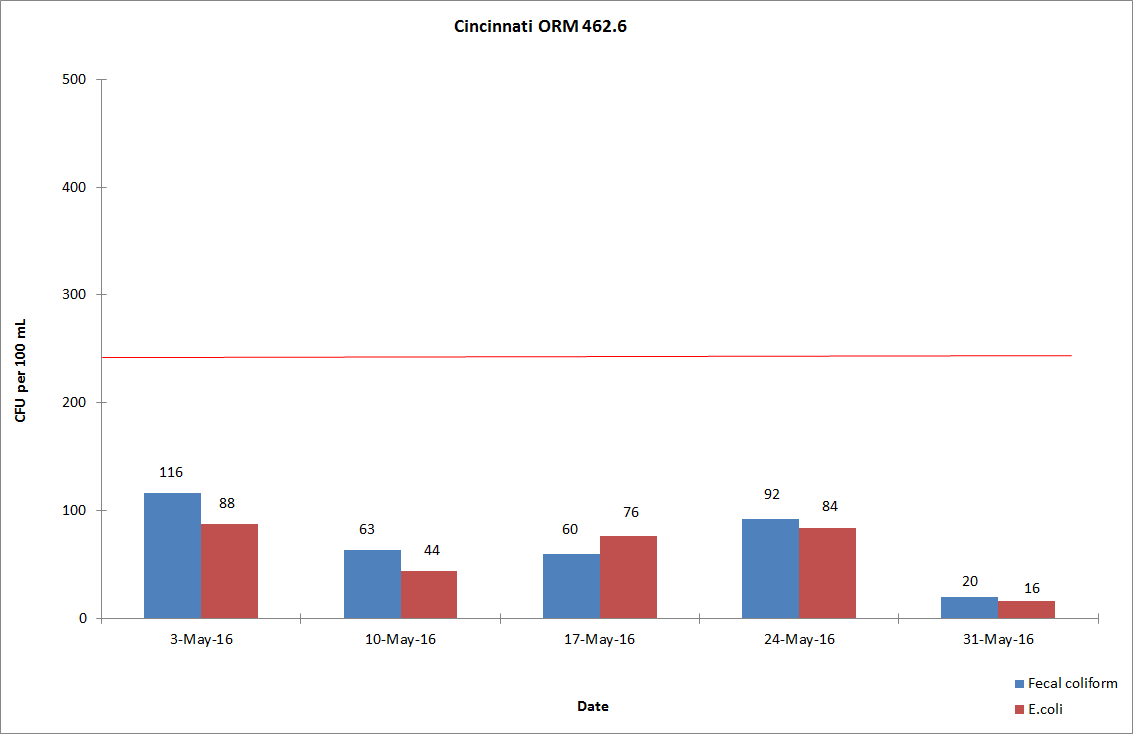 Cincinnati ORM 462.6
500
400
300
200
100
0
CFU per 100 mL
116
88
63
44
60
76
92
84
20
16
3-May-16
10-May-16
17-May-16
24-May-16
31-May-16
Date
Fecal coliform
E.coli